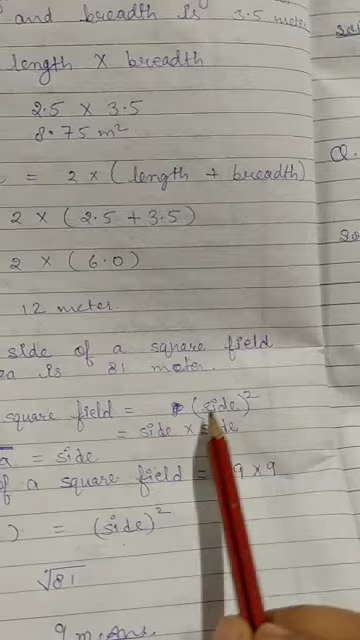 and breadth is 3.5 meter
length × breadth
2.5 × 3.5
8.75 m²
= 2 × (length + breadth)
2 × (2.5 + 3.5)
2 × (6.0)
12 meter.
side of a square field
is 81 meter.
square field = (side)²
= side × side
= side
of a square field = 9 × 9
) = (side)²
√81
9 m. Ans.
Q.